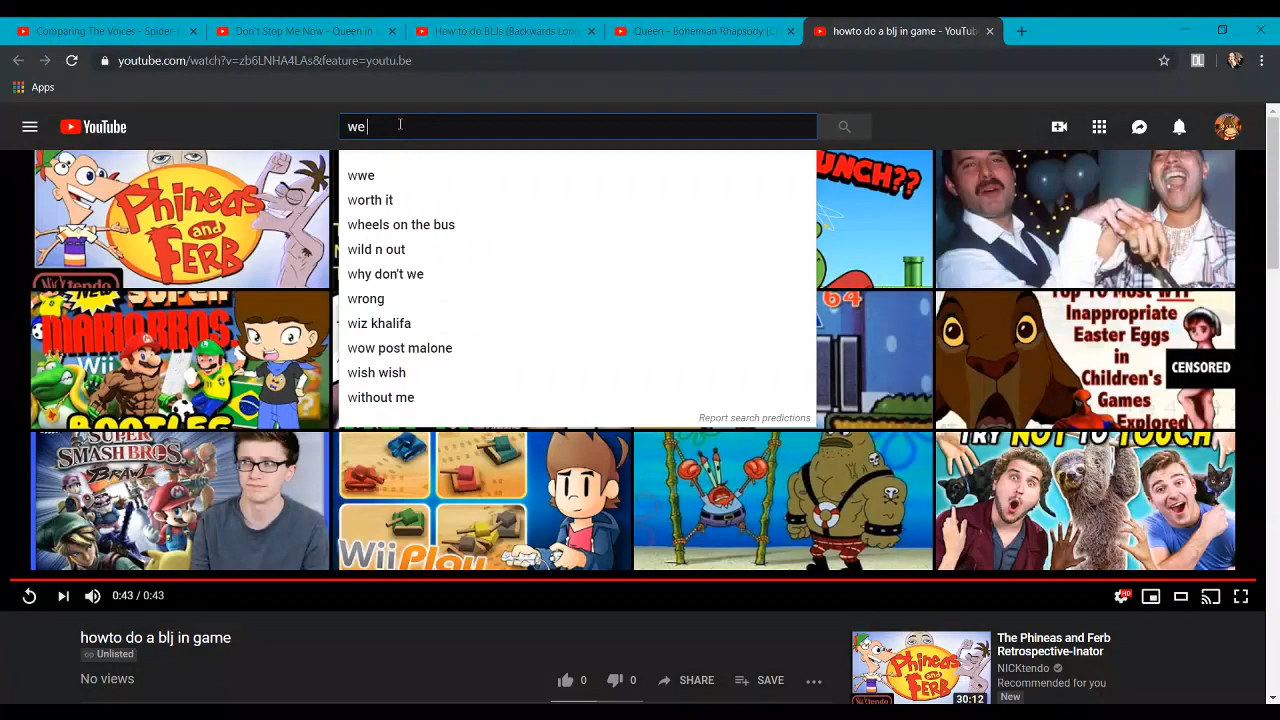 Comparing The Voices - Spider-
Don't Stop Me Now - Queen in L
How to do BLJs (Backwards Lon
Queen - Bohemian Rhapsody [C
howto do a blj in game - YouTub
youtube.com/watch?v=zb6LNHA4LAs&feature=youtu.be
Apps
YouTube
we
wwe
worth it
wheels on the bus
wild n out
why don't we
wrong
wiz khalifa
wow post malone
wish wish
without me
Report search predictions
PHiNeas
and
FERB
Nicktendo
UNCH??
NEW SUPER
MARIO BROS.
Wii
BOOTLEG
64
Top 10 Most WTF
Inappropriate
Easter Eggs
in
Children's
Games
Explored
CENSORED
SUPER
SMASH BROS.
BRAWL
Wii Play
TRY NOT TO TOUCH
0:43 / 0:43
HD
howto do a blj in game
Unlisted
No views
0
0
SHARE
SAVE
PHiNeas
and
FERB
30:12
The Phineas and Ferb
Retrospective-Inator
NICKtendo
Recommended for you
New